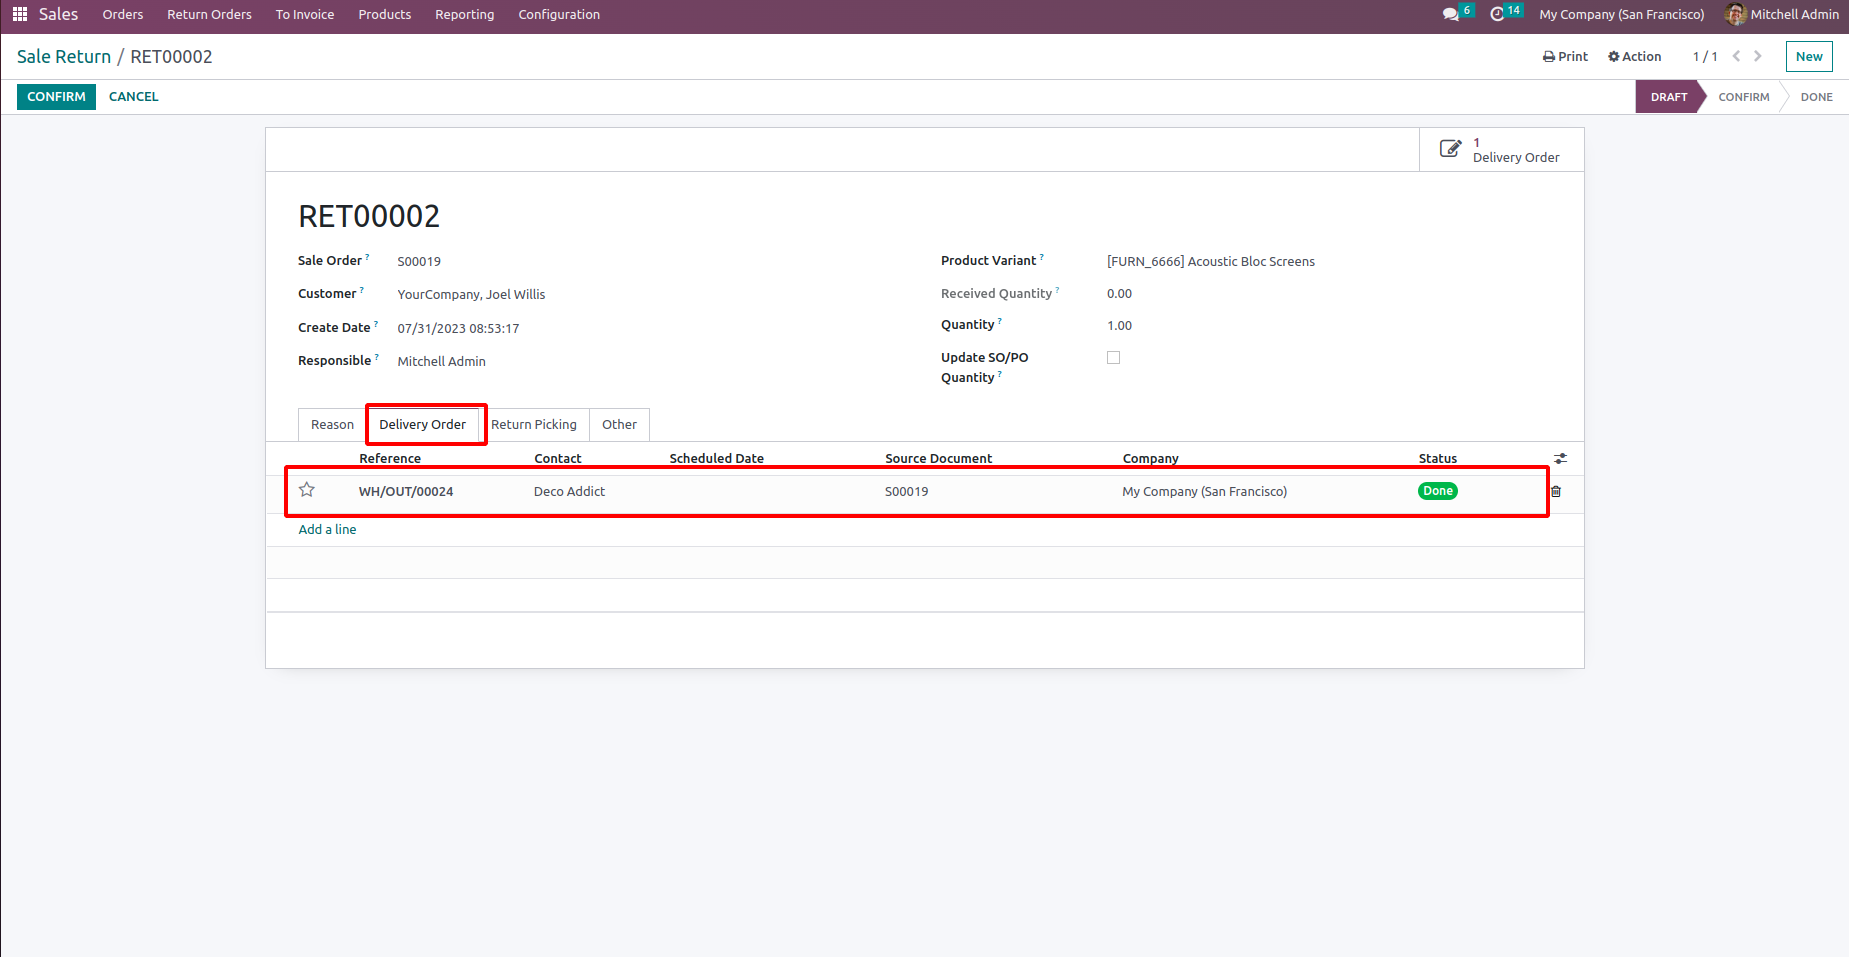 Sales Orders Return Orders To Invoice Products Reporting Configuration 6 14 My Company (San Francisco) Mitchell Admin
Sale Return / RET00002 Print Action 1 / 1 New
CONFIRM CANCEL DRAFT CONFIRM DONE
1
Delivery Order
RET00002
Sale Order ? S00019
Customer ? YourCompany, Joel Willis
Create Date ? 07/31/2023 08:53:17
Responsible ? Mitchell Admin
Product Variant ? [FURN_6666] Acoustic Bloc Screens
Received Quantity ? 0.00
Quantity ? 1.00
Update SO/PO
Quantity ?
Reason Delivery Order Return Picking Other
Reference Contact Scheduled Date Source Document Company Status
WH/OUT/00024 Deco Addict S00019 My Company (San Francisco) Done
Add a line